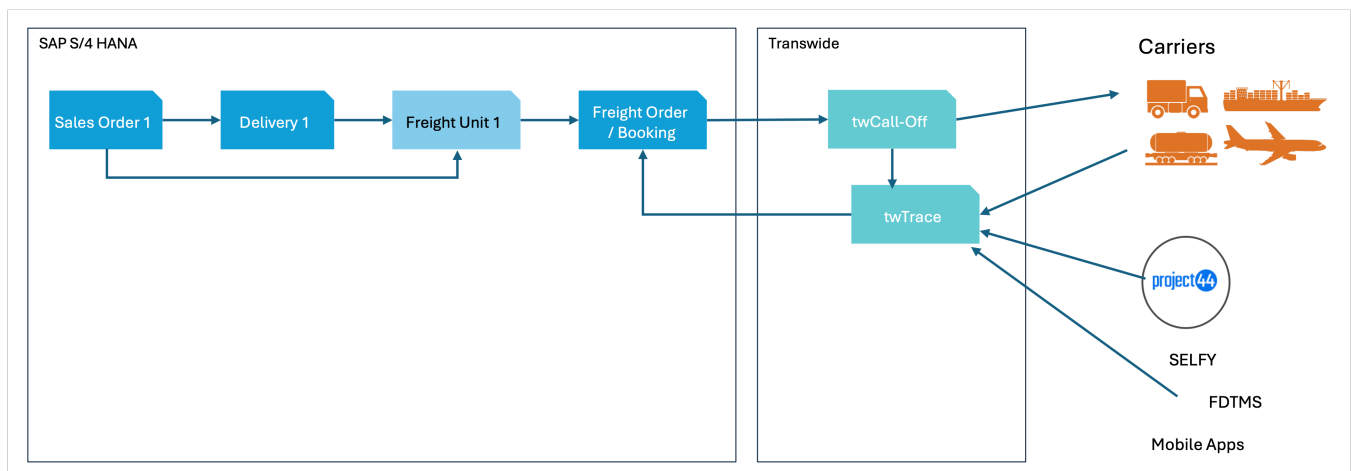 SAP S/4 HANA
Transwide
Carriers
Sales Order 1
Delivery 1
Freight Unit 1
Freight Order
/ Booking
twCall-Off
twTrace
project44
SELFY
FDTMS
Mobile Apps